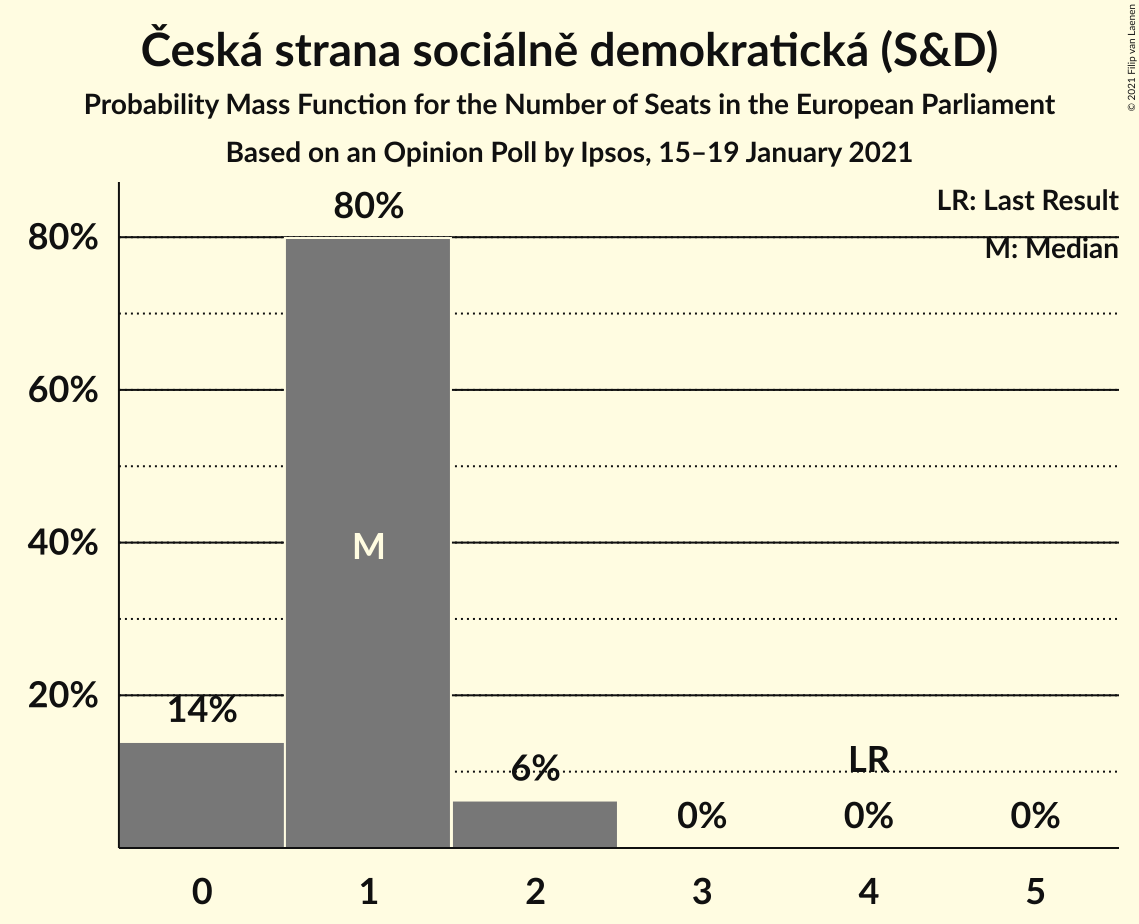 Česká strana sociálně demokratická (S&D)
Probability Mass Function for the Number of Seats in the European Parliament
Based on an Opinion Poll by Ipsos, 15–19 January 2021
© 2021 Filip van Laenen
LR: Last Result
M: Median
80%
80%
60%
40%
20%
M
14%
6%
LR
0%
0%
0%
0
1
2
3
4
5